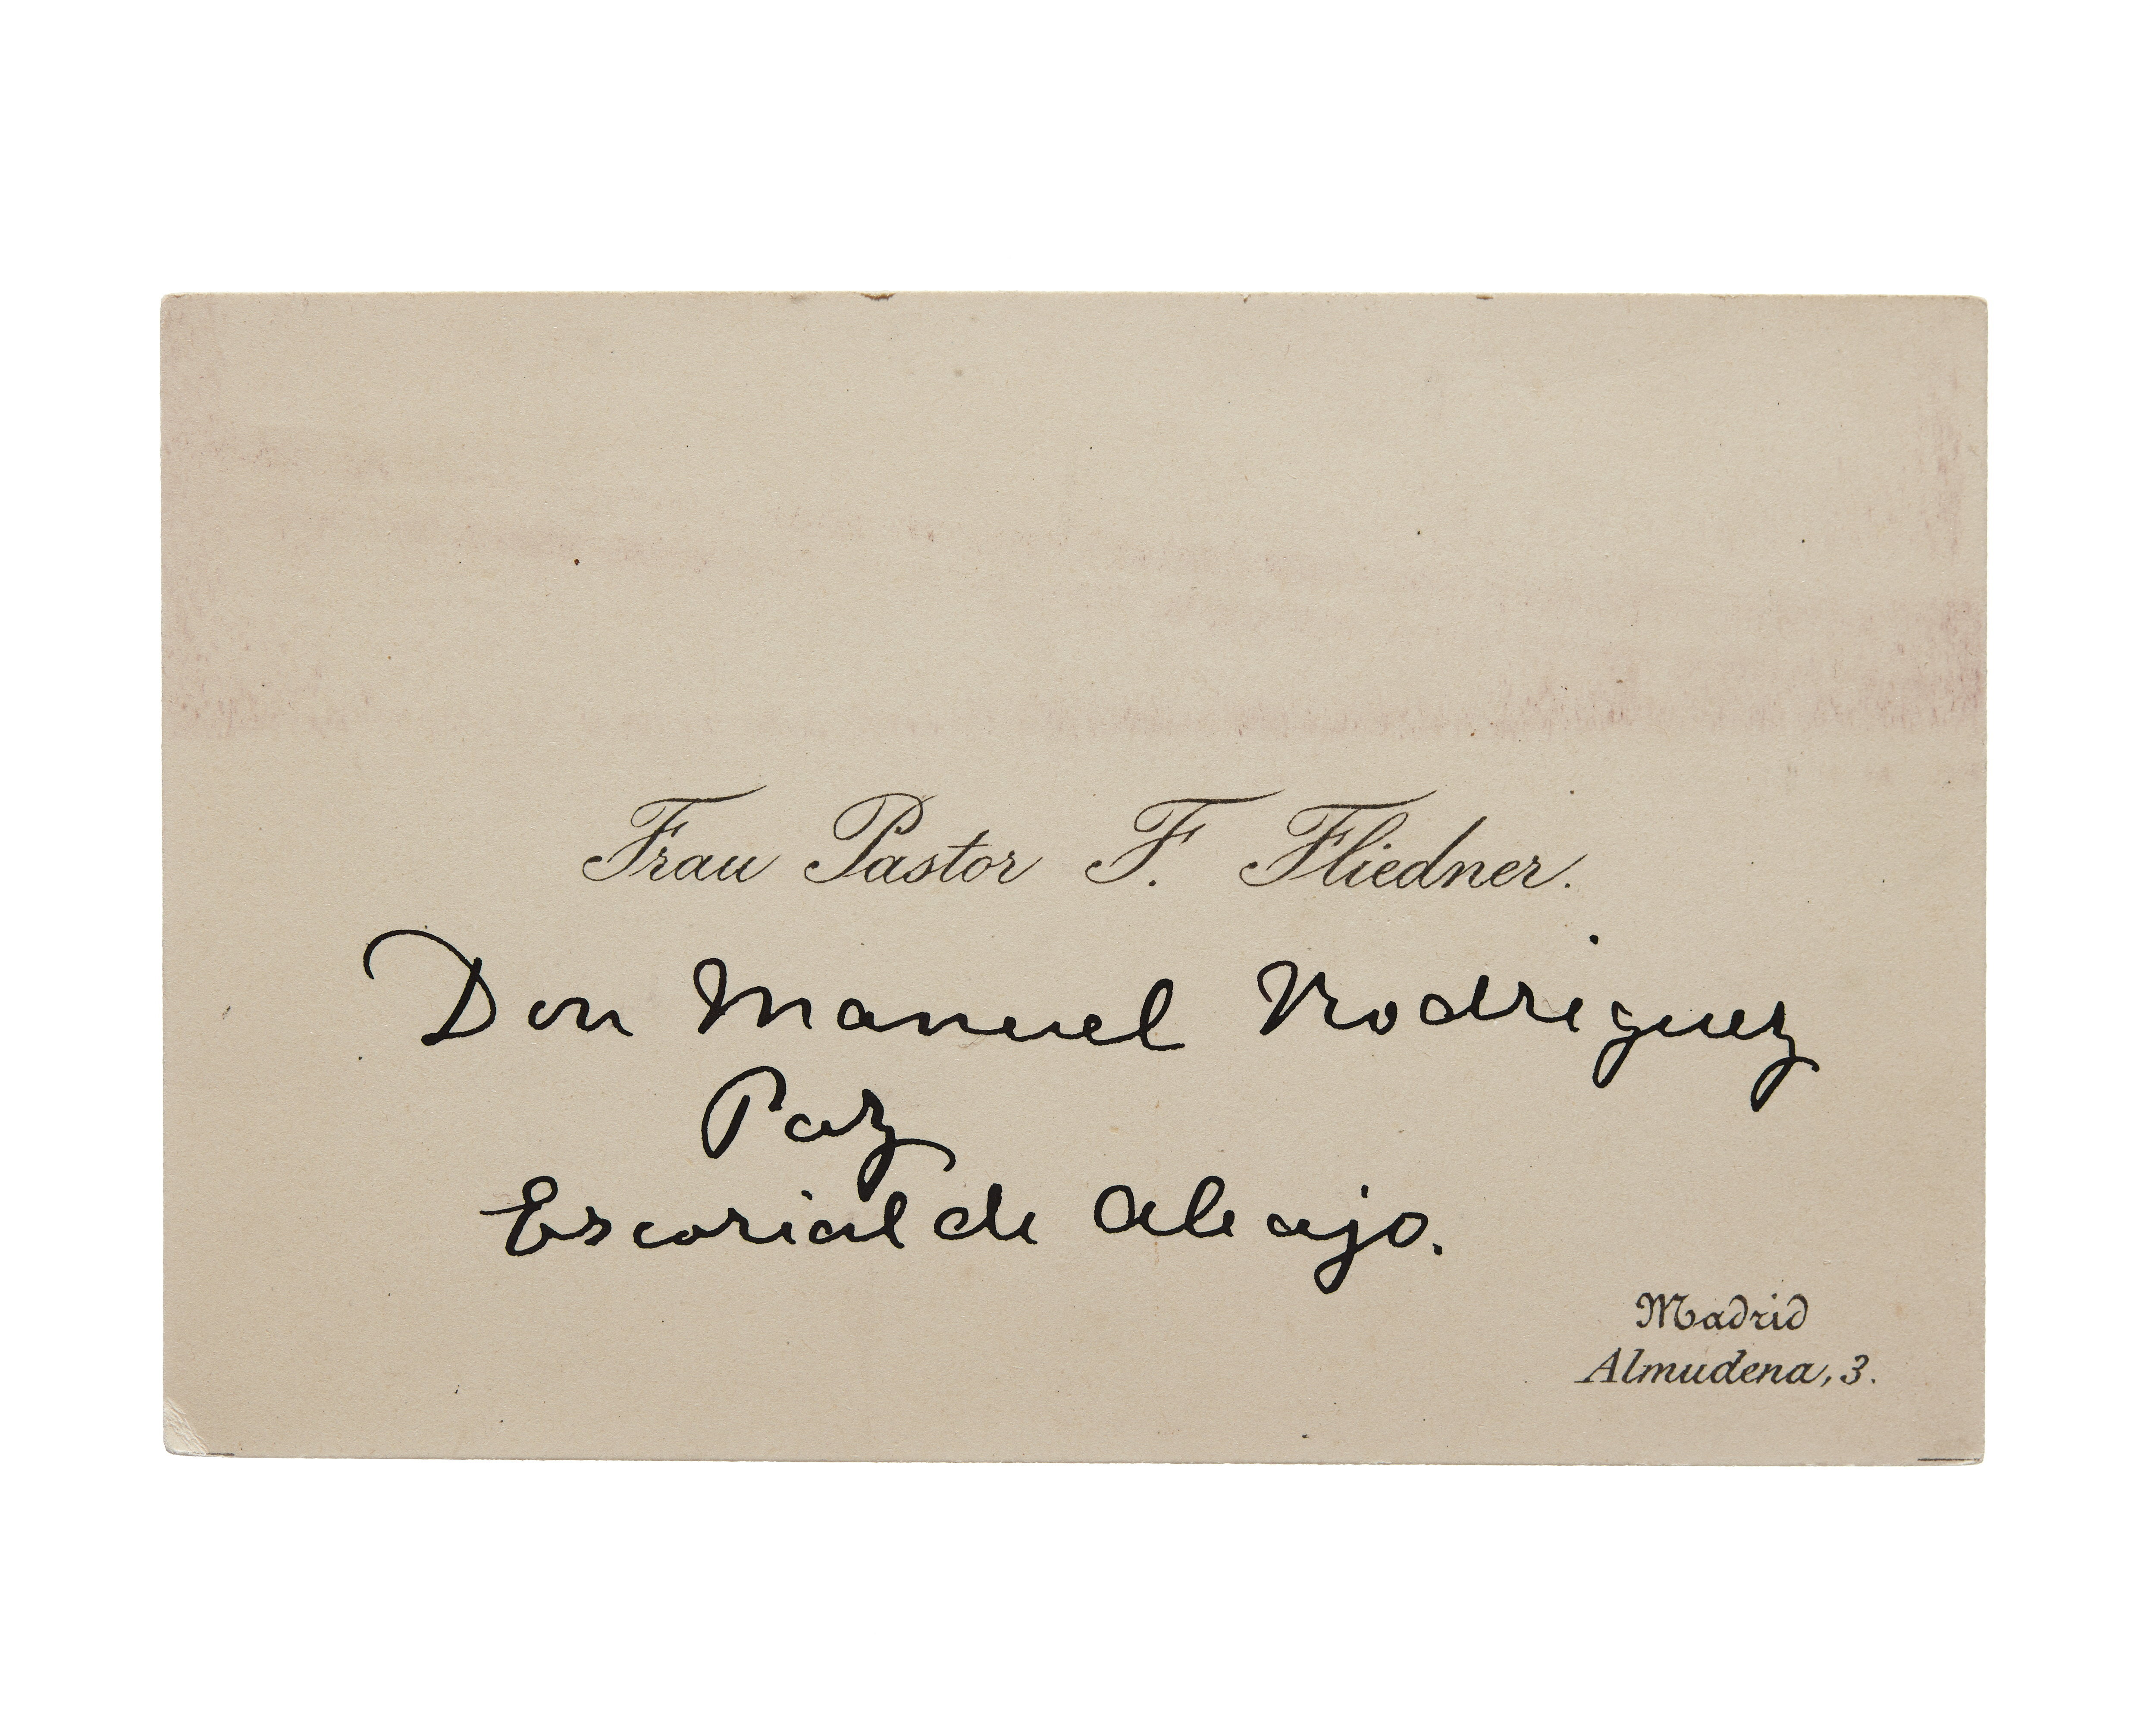 Frau Pastor F. Fliedner.
Don Manuel Rodriguez
Paz
Escorial de Abajo.
Madrid
Almudena, 3.